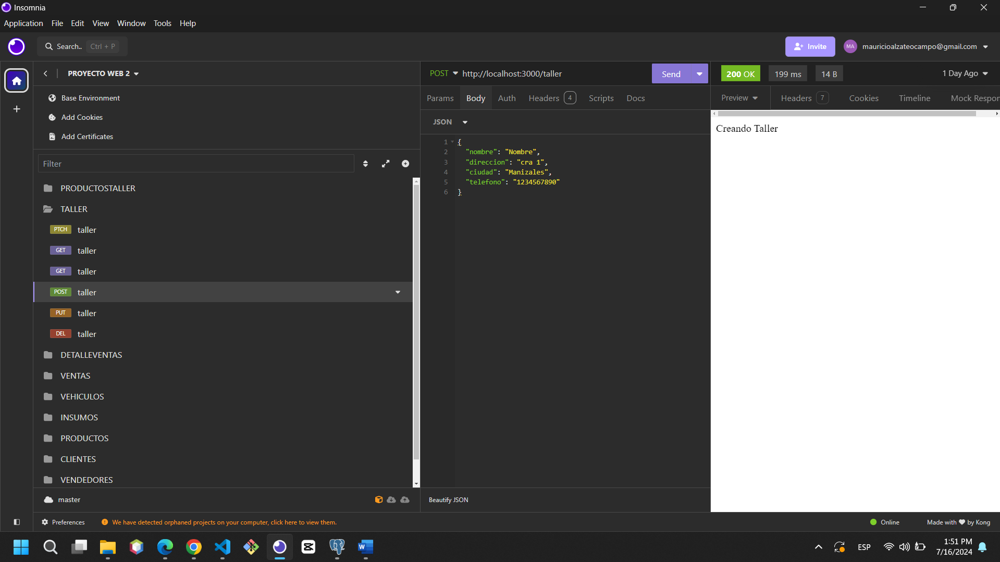 Insomnia
Application File Edit View Window Tools Help
Search.. Ctrl + P
Invite
MA mauricioalzateocampo@gmail.com
PROYECTO WEB 2
Base Environment
Add Cookies
Add Certificates
Filter
PRODUCTOSTALLER
TALLER
PTCH taller
GET taller
GET taller
POST taller
PUT taller
DEL taller
DETALLEVENTAS
VENTAS
VEHICULOS
INSUMOS
PRODUCTOS
CLIENTES
VENDEDORES
master
POST http://localhost:3000/taller Send
Params Body Auth Headers 4 Scripts Docs
JSON
1 {
2 "nombre": "Nombre",
3 "direccion": "cra 1",
4 "ciudad": "Manizales",
5 "telefono": "1234567890"
6 }
Beautify JSON
200 OK 199 ms 14 B 1 Day Ago
Preview Headers 7 Cookies Timeline Mock Respor
Creando Taller
Preferences ! We have detected orphaned projects on your computer, click here to view them.
Online Made with ❤ by Kong
W
ESP
1:51 PM
7/16/2024